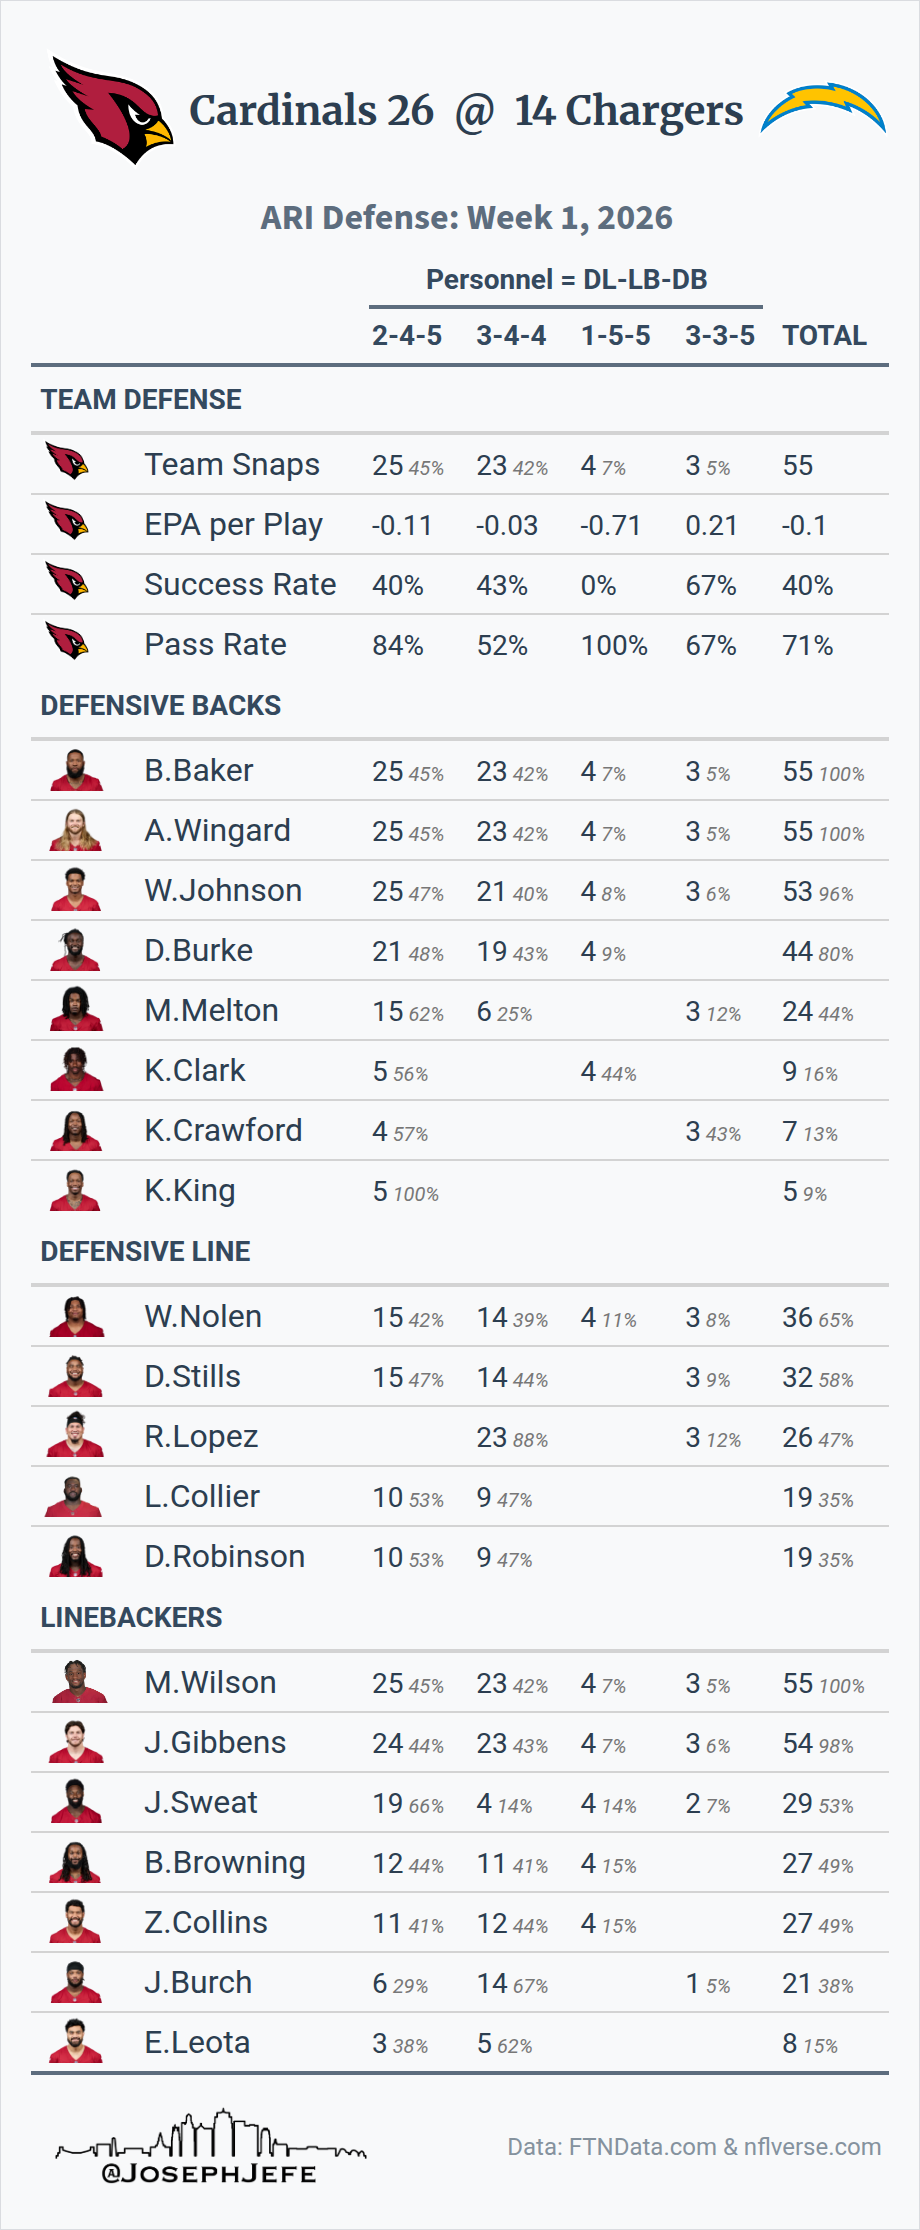 Cardinals 26 @ 14 Chargers
ARI Defense: Week 1, 2026
Personnel = DL-LB-DB
2-4-5 3-4-4 1-5-5 3-3-5 TOTAL
TEAM DEFENSE
Team Snaps 25 45% 23 42% 4 7% 3 5% 55
EPA per Play -0.11 -0.03 -0.71 0.21 -0.1
Success Rate 40% 43% 0% 67% 40%
Pass Rate 84% 52% 100% 67% 71%
DEFENSIVE BACKS
B.Baker 25 45% 23 42% 4 7% 3 5% 55 100%
A.Wingard 25 45% 23 42% 4 7% 3 5% 55 100%
W.Johnson 25 47% 21 40% 4 8% 3 6% 53 96%
D.Burke 21 48% 19 43% 4 9% 44 80%
M.Melton 15 62% 6 25% 3 12% 24 44%
K.Clark 5 56% 4 44% 9 16%
K.Crawford 4 57% 3 43% 7 13%
K.King 5 100% 5 9%
DEFENSIVE LINE
W.Nolen 15 42% 14 39% 4 11% 3 8% 36 65%
D.Stills 15 47% 14 44% 3 9% 32 58%
R.Lopez 23 88% 3 12% 26 47%
L.Collier 10 53% 9 47% 19 35%
D.Robinson 10 53% 9 47% 19 35%
LINEBACKERS
M.Wilson 25 45% 23 42% 4 7% 3 5% 55 100%
J.Gibbens 24 44% 23 43% 4 7% 3 6% 54 98%
J.Sweat 19 66% 4 14% 4 14% 2 7% 29 53%
B.Browning 12 44% 11 41% 4 15% 27 49%
Z.Collins 11 41% 12 44% 4 15% 27 49%
J.Burch 6 29% 14 67% 1 5% 21 38%
E.Leota 3 38% 5 62% 8 15%
@JOSEPHJEFE
Data: FTNData.com & nflverse.com